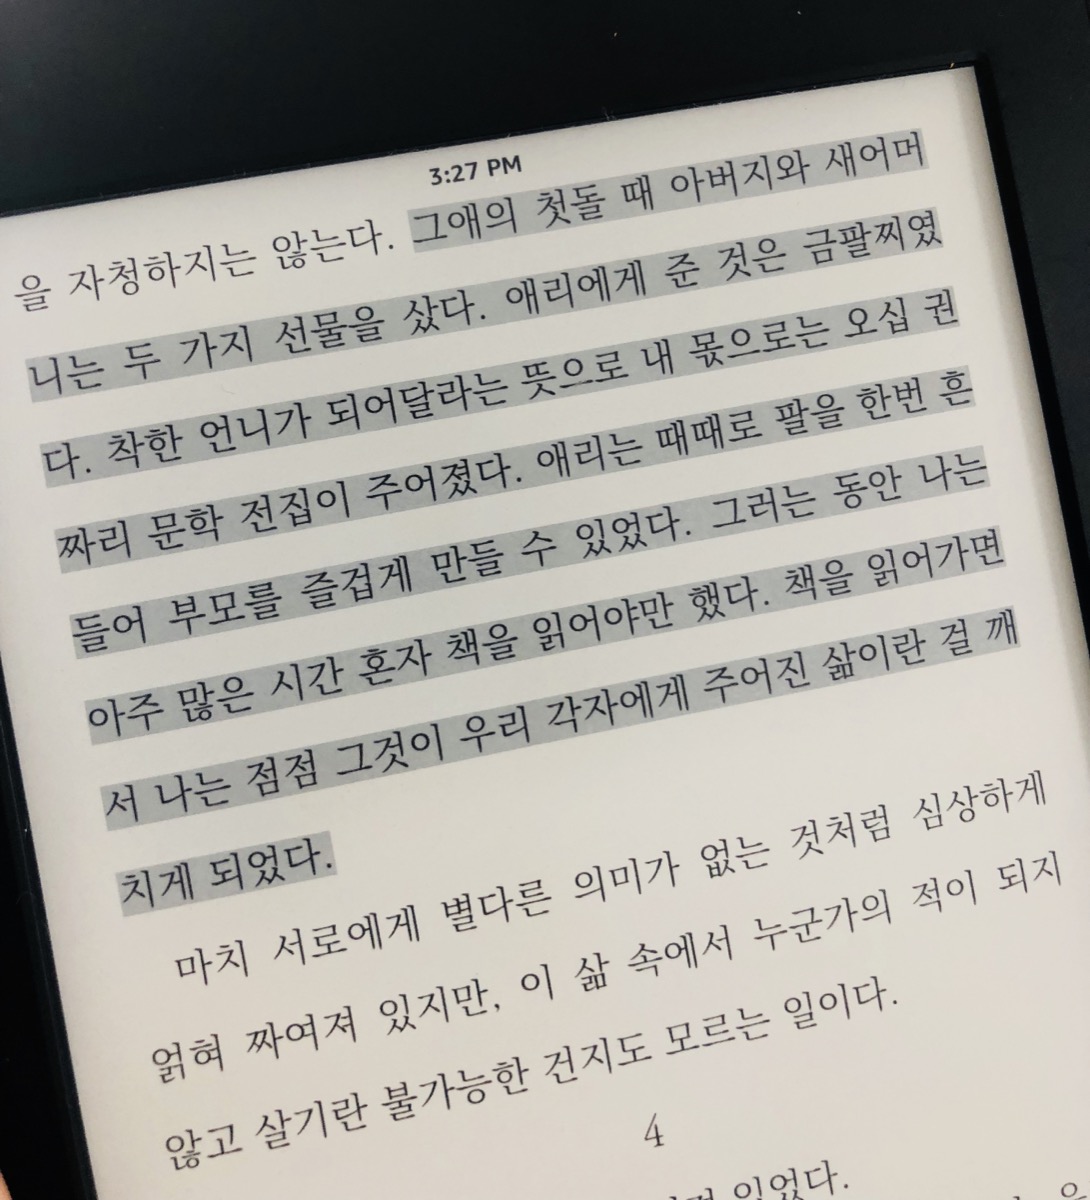 3:27 PM
을 자청하지는 않는다. 그애의 첫돌 때 아버지와 새어머
니는 두 가지 선물을 샀다. 애리에게 준 것은 금팔찌였
다. 착한 언니가 되어달라는 뜻으로 내 몫으로는 오십 권
짜리 문학 전집이 주어졌다. 애리는 때때로 팔을 한번 흔
들어 부모를 즐겁게 만들 수 있었다. 그러는 동안 나는
아주 많은 시간 혼자 책을 읽어야만 했다. 책을 읽어가면
서 나는 점점 그것이 우리 각자에게 주어진 삶이란 걸 깨
치게 되었다.
마치 서로에게 별다른 의미가 없는 것처럼 심상하게
얽혀 짜여져 있지만, 이 삶 속에서 누군가의 적이 되지
않고 살기란 불가능한 건지도 모르는 일이다.
4
있었다.